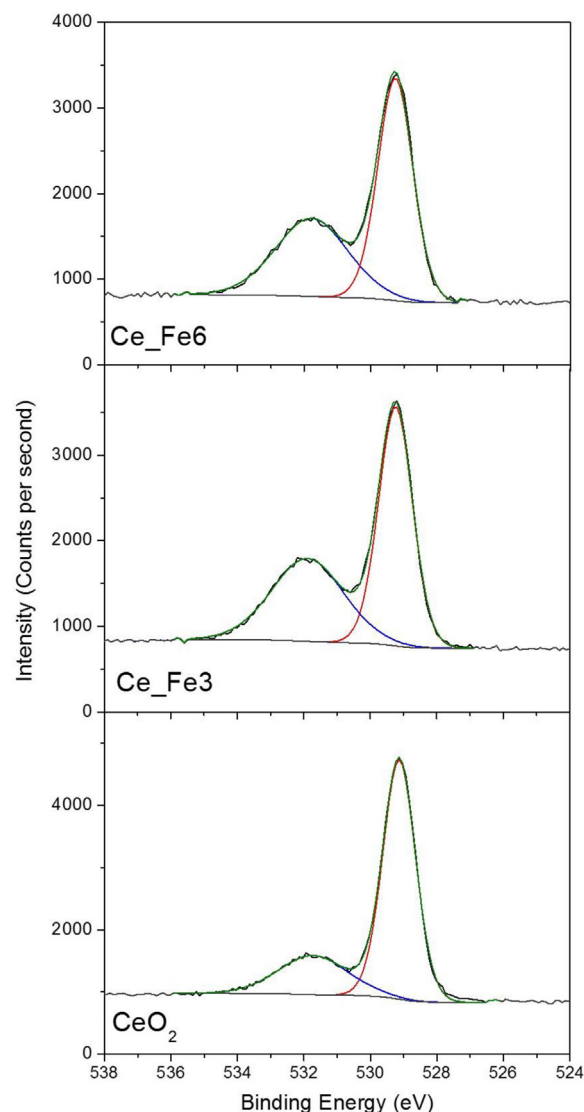 4000
3000
2000
1000
0
Ce_Fe6
3000
2000
1000
0
Ce_Fe3
4000
2000
0
CeO₂
538 536 534 532 530 528 526 524
Binding Energy (eV)
Intensity (Counts per second)